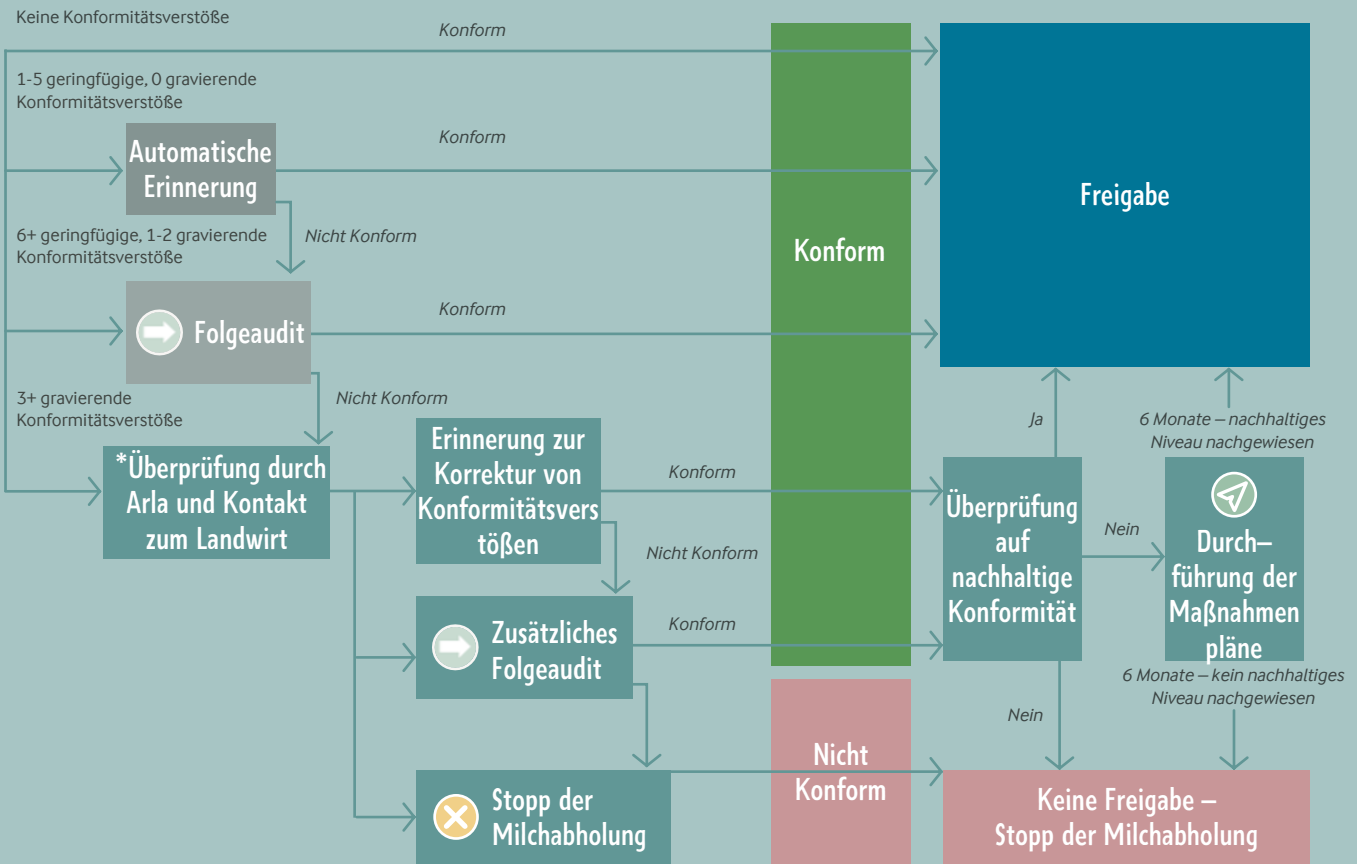 Keine Konformitätsverstöße
Konform
1-5 geringfügige, 0 gravierende
Konformitätsverstöße
Automatische
Erinnerung
Konform
6+ geringfügige, 1-2 gravierende
Konformitätsverstöße
Nicht Konform
Folgeaudit
Konform
3+ gravierende
Konformitätsverstöße
Nicht Konform
*Überprüfung durch
Arla und Kontakt
zum Landwirt
Erinnerung zur
Korrektur von
Konformitätsvers
tößen
Konform
Nicht Konform
Zusätzliches
Folgeaudit
Konform
Stopp der
Milchabholung
Konform
Nicht
Konform
Freigabe
Ja
6 Monate – nachhaltiges
Niveau nachgewiesen
Überprüfung
auf
nachhaltige
Konformität
Nein
Durch–
führung der
Maßnahmen
pläne
Nein
6 Monate – kein nachhaltiges
Niveau nachgewiesen
Keine Freigabe –
Stopp der Milchabholung